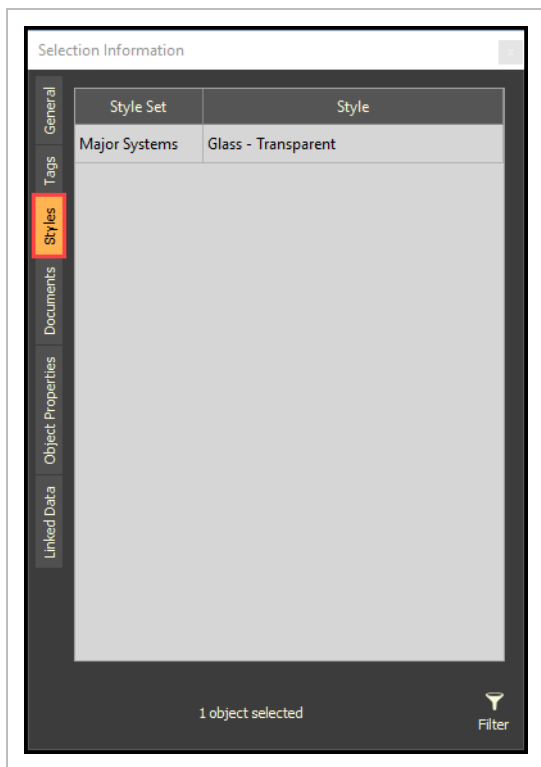 Selection Information
x
General
Tags
Styles
Documents
Object Properties
Linked Data
Style Set Style
Major Systems Glass - Transparent
1 object selected
Filter